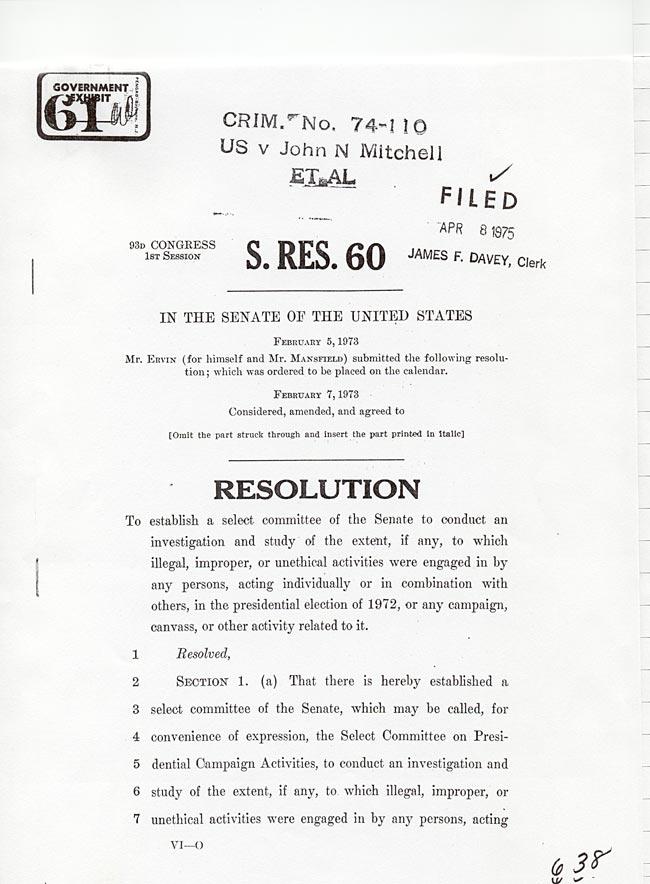 GOVERNMENT
EXHIBIT
61
CRIM. No. 74-110
US v John N Mitchell
ET AL
FILED
APR 8 1975
JAMES F. DAVEY, Clerk
93D CONGRESS
1ST SESSION
S. RES. 60
IN THE SENATE OF THE UNITED STATES
FEBRUARY 5, 1973
Mr. ERVIN (for himself and Mr. MANSFIELD) submitted the following resolu-
tion; which was ordered to be placed on the calendar.
FEBRUARY 7, 1973
Considered, amended, and agreed to
[Omit the part struck through and insert the part printed in italic]
RESOLUTION
To establish a select committee of the Senate to conduct an
investigation and study of the extent, if any, to which
illegal, improper, or unethical activities were engaged in by
any persons, acting individually or in combination with
others, in the presidential election of 1972, or any campaign,
canvass, or other activity related to it.
1 Resolved,
2 SECTION 1. (a) That there is hereby established a
3 select committee of the Senate, which may be called, for
4 convenience of expression, the Select Committee on Presi-
5 dential Campaign Activities, to conduct an investigation and
6 study of the extent, if any, to which illegal, improper, or
7 unethical activities were engaged in by any persons, acting
VI—O
638